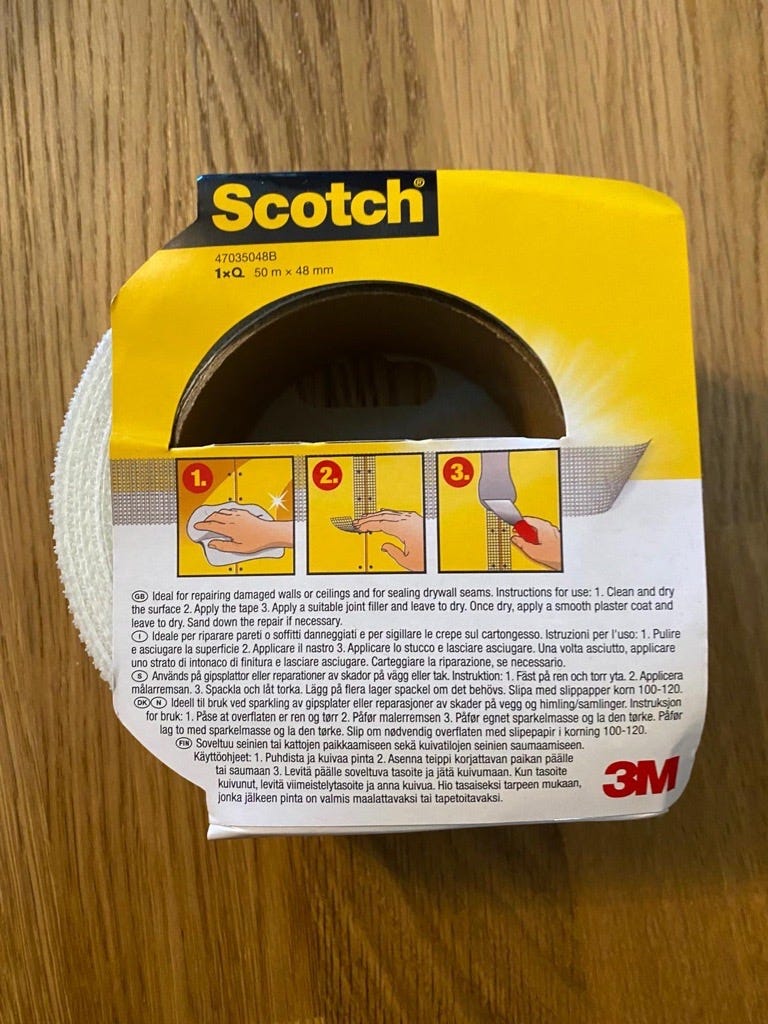 Scotch®
47035048B
1xQ 50 m x 48 mm
1. 2. 3.
GB Ideal for repairing damaged walls or ceilings and for sealing drywall seams. Instructions for use: 1. Clean and dry
the surface 2. Apply the tape 3. Apply a suitable joint filler and leave to dry. Once dry, apply a smooth plaster coat and
leave to dry. Sand down the repair if necessary.
I Ideale per riparare pareti o soffitti danneggiati e per sigillare le crepe sul cartongesso. Istruzioni per l'uso: 1. Pulire
e asciugare la superficie 2. Applicare il nastro 3. Applicare lo stucco e lasciare asciugare. Una volta asciutto, applicare
uno strato di intonaco di finitura e lasciare asciugare. Carteggiare la riparazione, se necessario.
S Används på gipsplattor eller reparationer av skador på vägg eller tak. Instruktion: 1. Fäst på ren och torr yta. 2. Applicera
målarremsan. 3. Spackla och låt torka. Lägg på flera lager spackel om det behövs. Slipa med slippapper korn 100-120.
DK N Ideell til bruk ved sparkling av gipsplater eller reparasjoner av skader på vegg og himling/samlinger. Instruksjon
for bruk: 1. Påse at overflaten er ren og tørr 2. Påfør malerremsen 3. Påfør egnet sparkelmasse og la den tørke. Påfør
lag to med sparkelmasse og la den tørke. Slip om nødvendig overflaten med slipepapir i korning 100-120.
FIN Soveltuu seinien tai kattojen paikkaamiseen sekä kuivatilojen seinien saumaamiseen.
Käyttöohjeet: 1. Puhdista ja kuivaa pinta 2. Asenna teippi korjattavan paikan päälle
tai saumaan 3. Levitä päälle soveltuva tasoite ja jätä kuivumaan. Kun tasoite
kuivunut, levitä viimeistelytasoite ja anna kuivua. Hio tasaiseksi tarpeen mukaan,
jonka jälkeen pinta on valmis maalattavaksi tai tapetoitavaksi.
3M